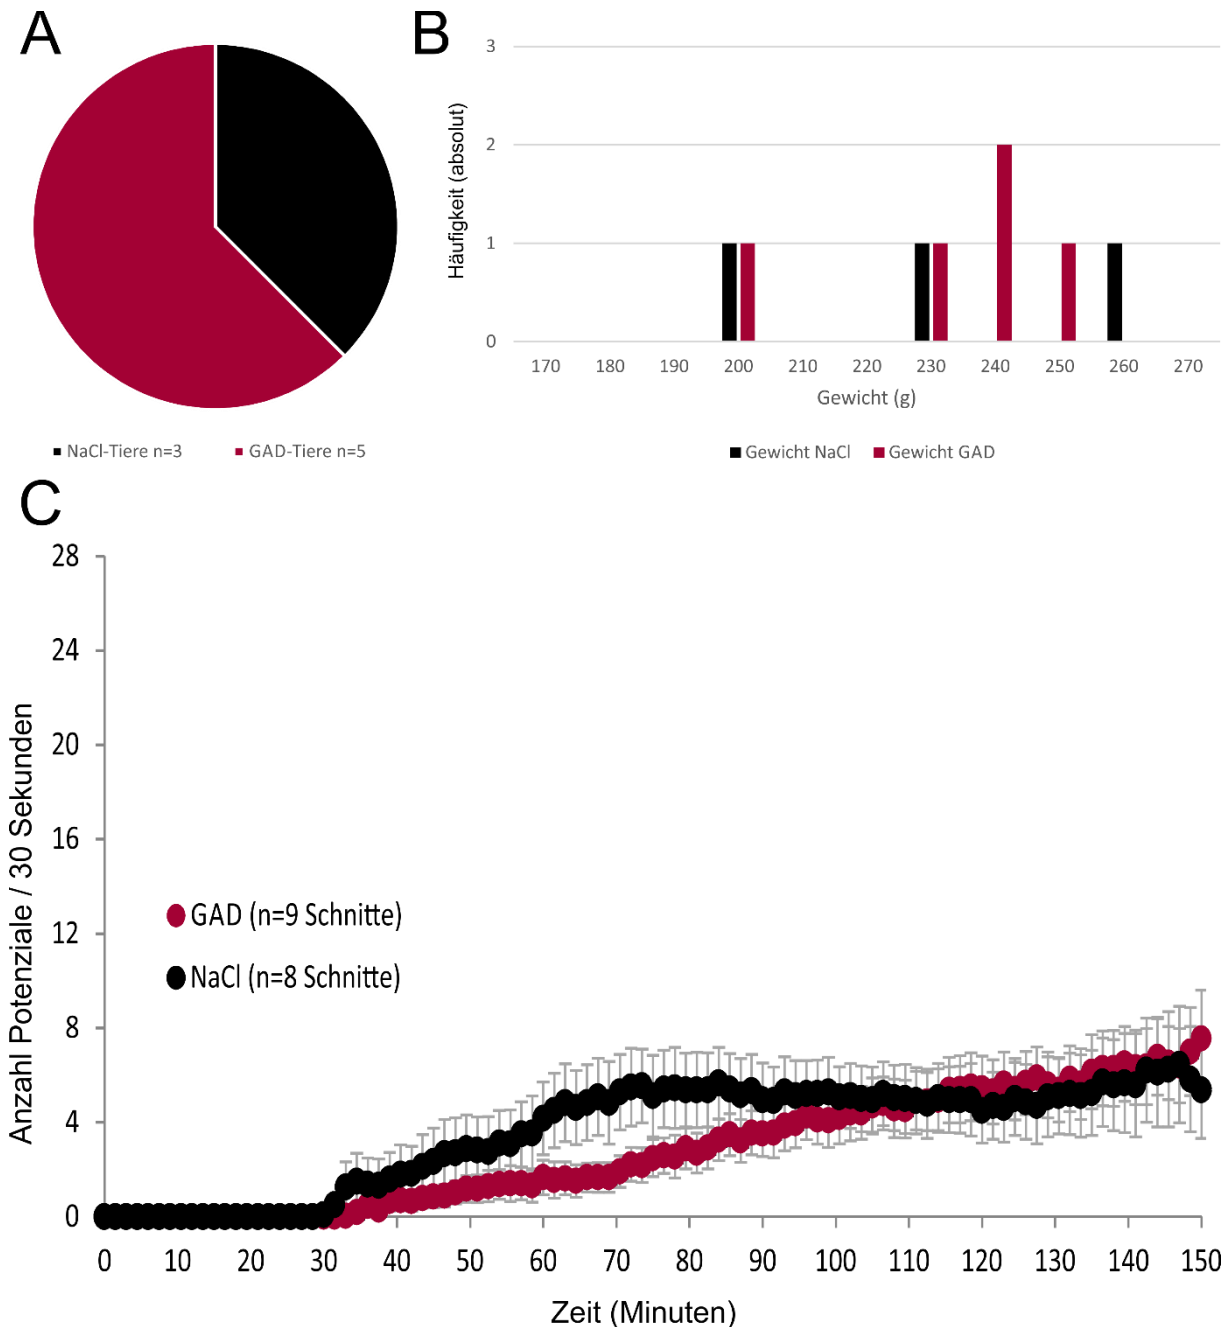 A
B
3
2
1
0
Häufigkeit (absolut)
170 180 190 200 210 220 230 240 250 260 270
Gewicht (g)
NaCl-Tiere n=3 GAD-Tiere n=5
Gewicht NaCl Gewicht GAD
C
28
24
20
16
12
8
4
0
Anzahl Potenziale / 30 Sekunden
GAD (n=9 Schnitte)
NaCl (n=8 Schnitte)
0 10 20 30 40 50 60 70 80 90 100 110 120 130 140 150
Zeit (Minuten)